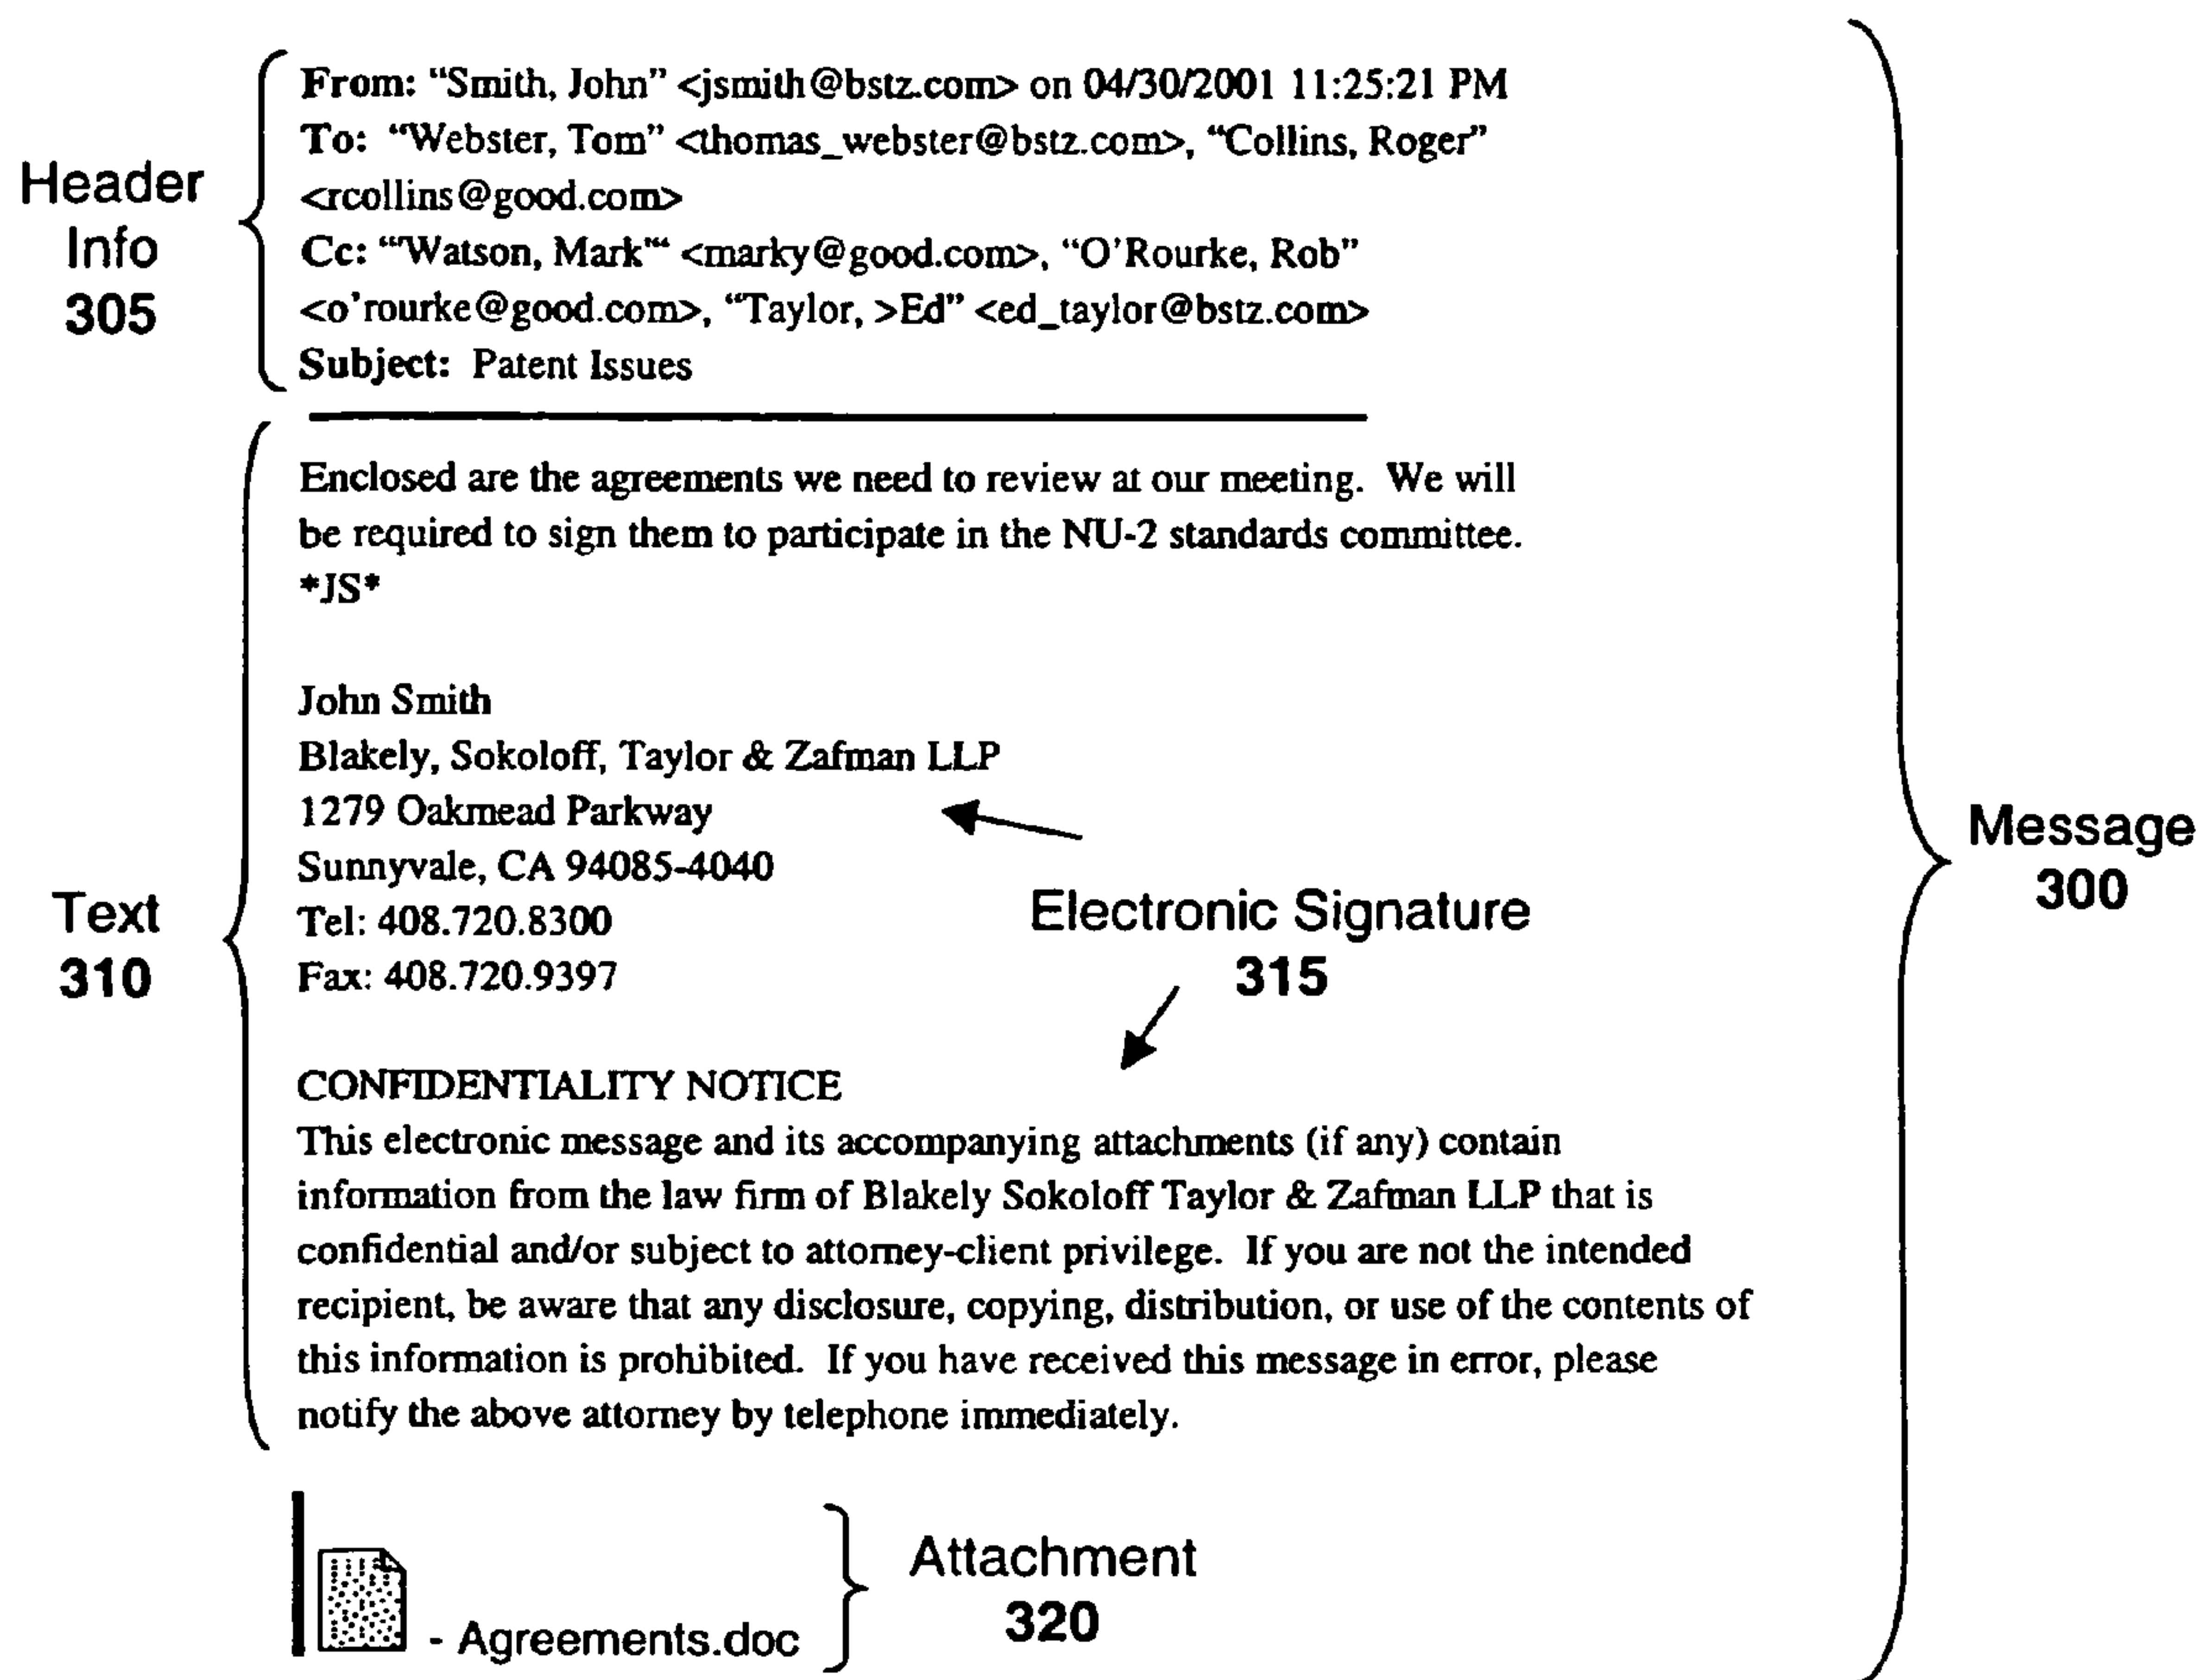 From: “Smith, John” <jsmith@bstz.com> on 04/30/2001 11:25:21 PM
To: “Webster, Tom” <thomas_webster@bstz.com>, “Collins, Roger”
<rcollins@good.com>
Cc: “'Watson, Mark'“ <marky@good.com>, “O'Rourke, Rob”
<o'rourke@good.com>, “Taylor, >Ed” <ed_taylor@bstz.com>
Subject: Patent Issues
Header
Info
305
Enclosed are the agreements we need to review at our meeting. We will
be required to sign them to participate in the NU-2 standards committee.
*JS*
John Smith
Blakely, Sokoloff, Taylor & Zafman LLP
1279 Oakmead Parkway
Sunnyvale, CA 94085-4040
Tel: 408.720.8300
Fax: 408.720.9397
Text
310
Electronic Signature
315
Message
300
CONFIDENTIALITY NOTICE
This electronic message and its accompanying attachments (if any) contain
information from the law firm of Blakely Sokoloff Taylor & Zafman LLP that is
confidential and/or subject to attorney-client privilege. If you are not the intended
recipient, be aware that any disclosure, copying, distribution, or use of the contents of
this information is prohibited. If you have received this message in error, please
notify the above attorney by telephone immediately.
- Agreements.doc
Attachment
320